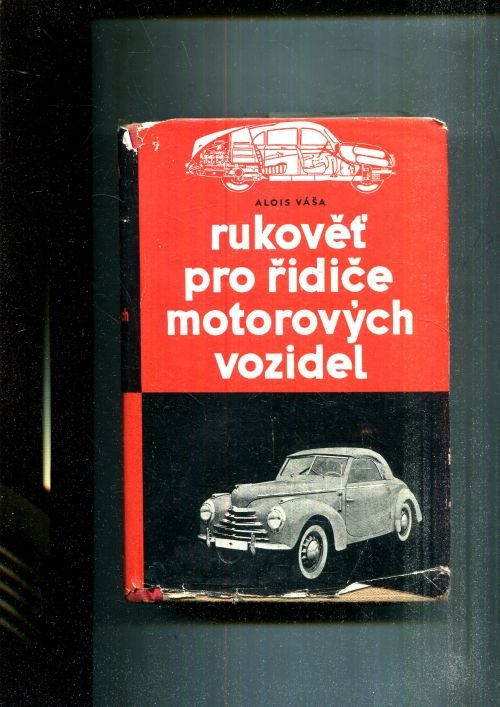 ALOIS VÁŠA
rukověť
pro řidiče
motorových
vozidel